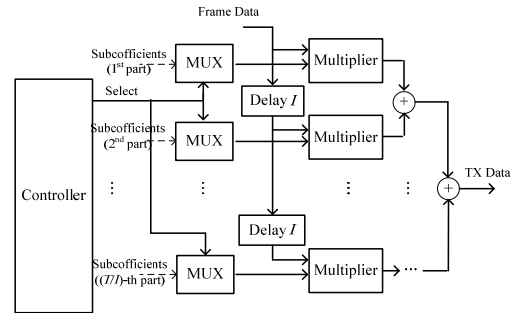 Frame Data
Subcofficients
(1st part)
MUX
Multiplier
Select
Delay I
+
Subcofficients
(2nd part)
MUX
Multiplier
TX Data
Controller
+
Delay I
Subcofficients
((T/I)-th part)
MUX
Multiplier